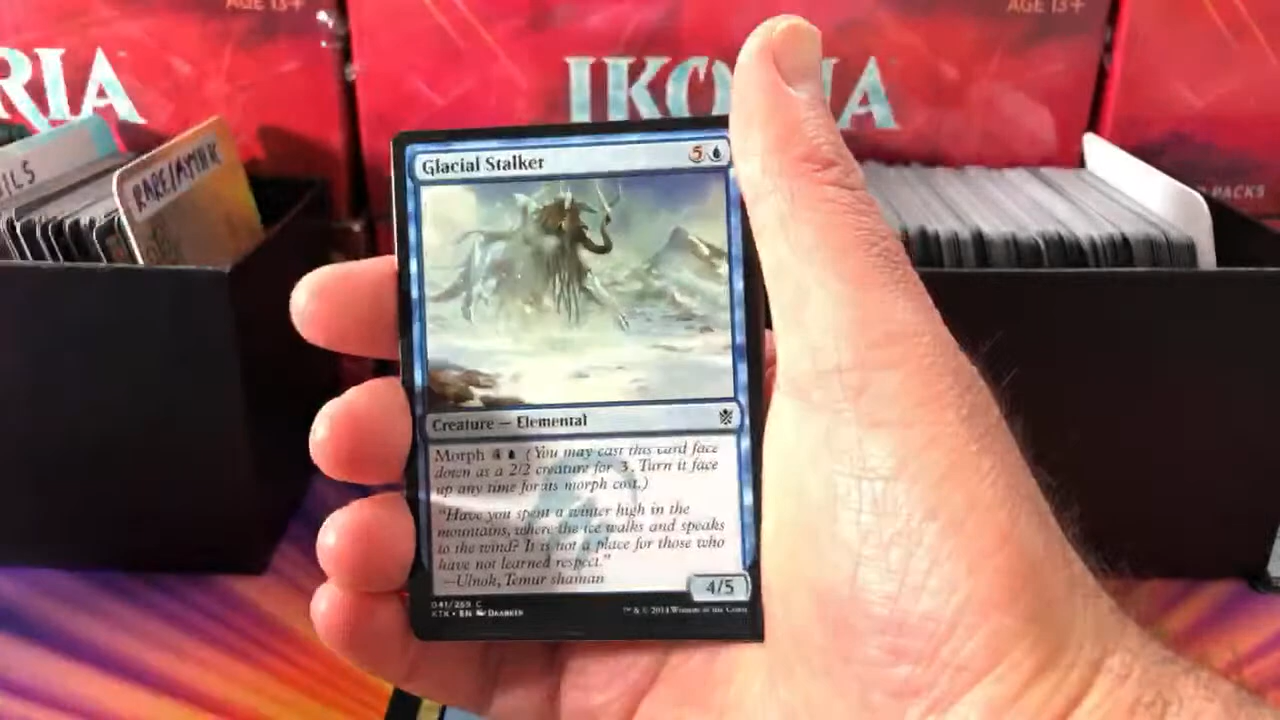 AGE 13+
AGE 13+
RIA
IKO IA
PACKS
ILS
RARE/MYTHIC
Glacial Stalker
5
Creature — Elemental
Morph 4 (You may cast this card face
down as a 2/2 creature for 3. Turn it face
up any time for its morph cost.)
"Have you spent a winter high in the
mountains, where the ice walks and speaks
to the wind? It is not a place for those who
have not learned respect."
—Ulnok, Temur shaman
4/5
041/269 C
KTK • EN DAARKEN
™ & © 2014 Wizards of the Coast